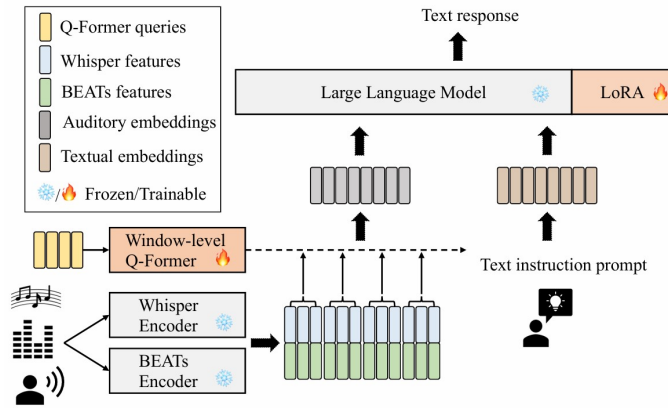 Text response
Q-Former queries
Whisper features
BEATs features
Auditory embeddings
Textual embeddings
/ Frozen/Trainable
Large Language Model
LoRA
Window-level
Q-Former
Text instruction prompt
Whisper
Encoder
BEATs
Encoder